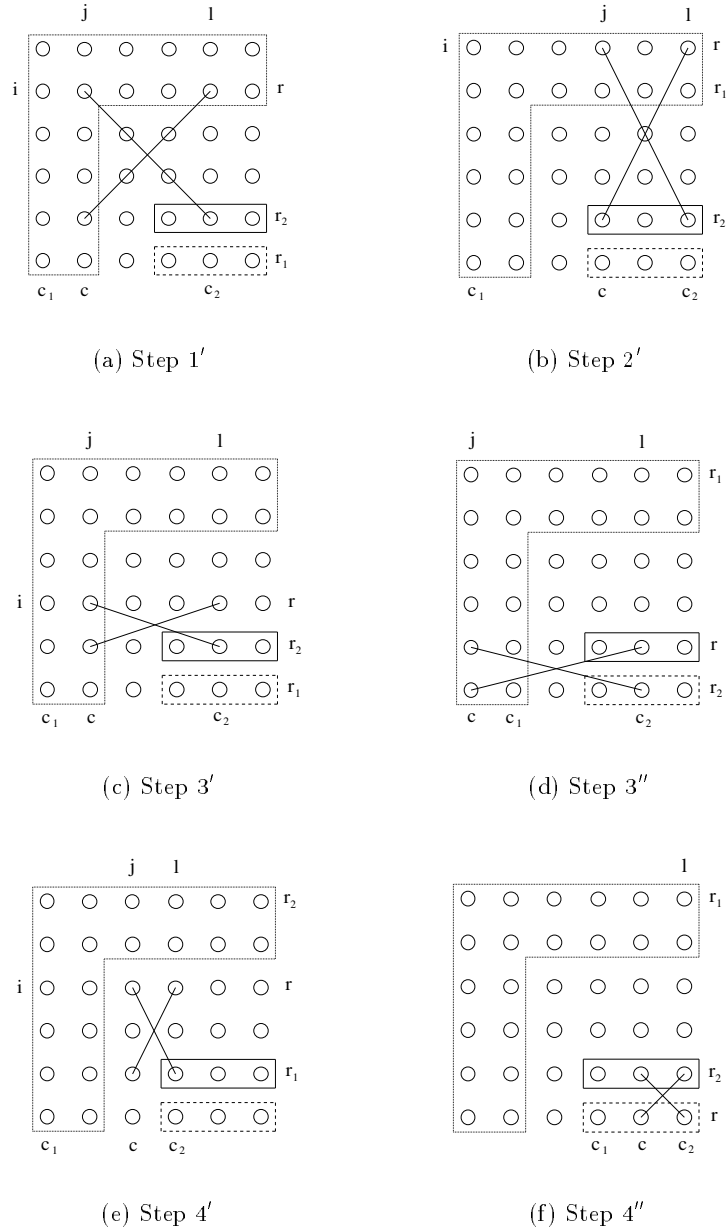 j l
i r
r₂
r₁
c₁ c c₂
(a) Step 1′
j l
i r
r₁
r₂
c₁ c c₂
(b) Step 2′
j l
i r
r₂
r₁
c₁ c c₂
(c) Step 3′
j l
r₁
r
r₂
c c₁ c₂
(d) Step 3″
j l
r₂
i r
r₁
c₁ c c₂
(e) Step 4′
l
r₁
r₂
r
c₁ c c₂
(f) Step 4″